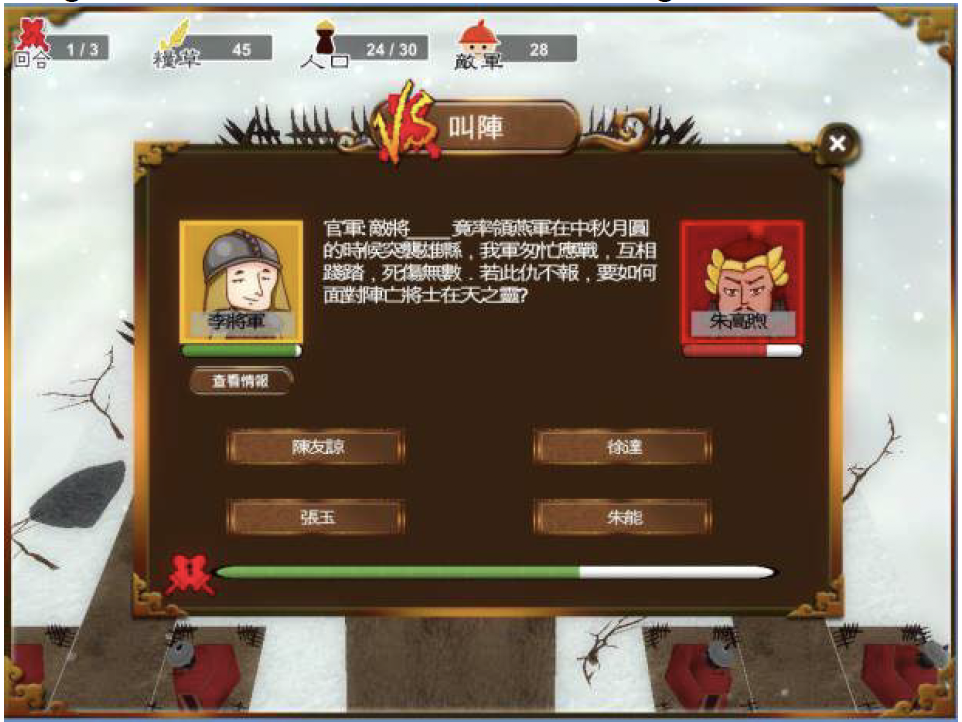 回合 1 / 3
糧草 45
人口 24 / 30
敵軍 28
VS 叫陣
官軍: 敵將____竟率領燕軍在中秋月圓
的時候突襲雄縣，我軍匆忙應戰，互相
踐踏，死傷無數．若此仇不報，要如何
面對陣亡將士在天之靈?
李將軍
朱高煦
查看情報
陳友諒
徐達
張玉
朱能